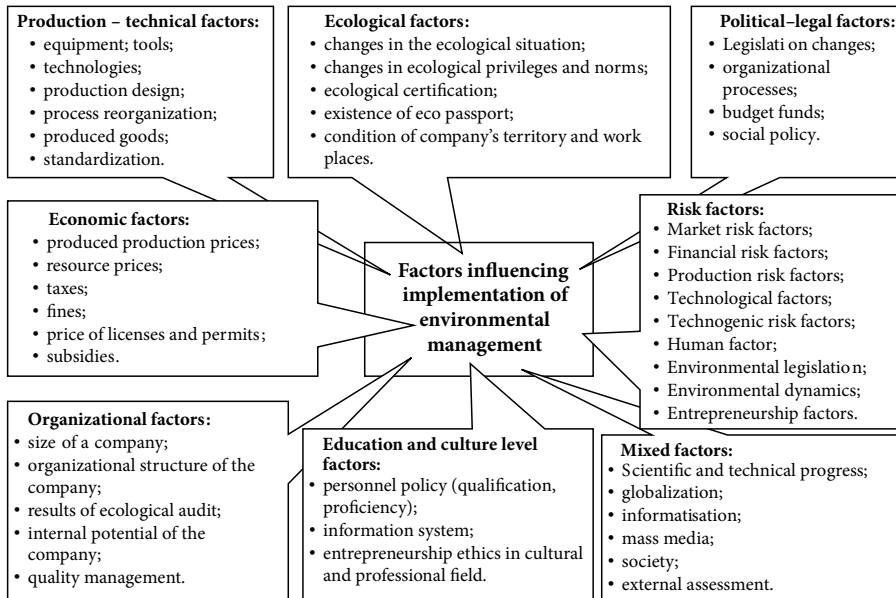 Production – technical factors:
• equipment; tools;
• technologies;
• production design;
• process reorganization;
• produced goods;
• standardization.
Ecological factors:
• changes in the ecological situation;
• changes in ecological privileges and norms;
• ecological certification;
• existence of eco passport;
• condition of company's territory and work
places.
Political–legal factors:
• Legislati on changes;
• organizational
processes;
• budget funds;
• social policy.
Economic factors:
• produced production prices;
• resource prices;
• taxes;
• fines;
• price of licenses and permits;
• subsidies.
Factors influencing
implementation of
environmental
management
Risk factors:
• Market risk factors;
• Financial risk factors;
• Production risk factors;
• Technological factors;
• Technogenic risk factors;
• Human factor;
• Environmental legislation;
• Environmental dynamics;
• Entrepreneurship factors.
Organizational factors:
• size of a company;
• organizational structure of the
company;
• results of ecological audit;
• internal potential of the
company;
• quality management.
Education and culture level
factors:
• personnel policy (qualification,
proficiency);
• information system;
• entrepreneurship ethics in cultural
and professional field.
Mixed factors:
• Scientific and technical progress;
• globalization;
• informatisation;
• mass media;
• society;
• external assessment.